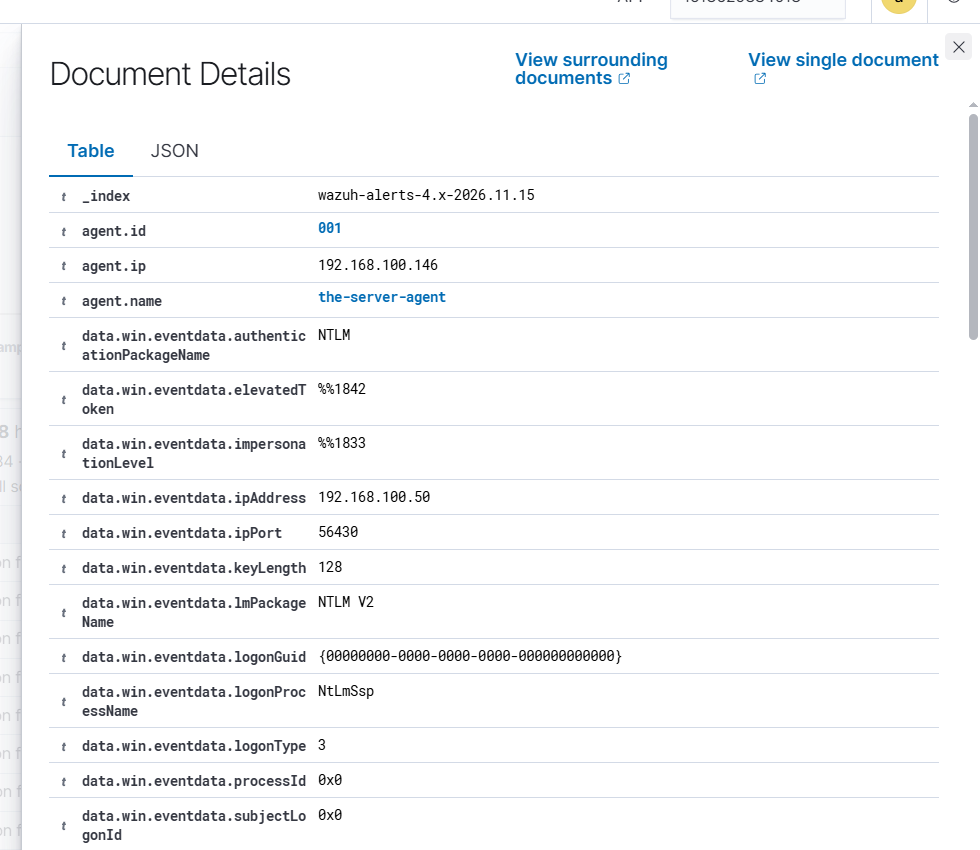 Document Details
View surrounding
documents
View single document
Table JSON
t _index wazuh-alerts-4.x-2026.11.15
t agent.id 001
t agent.ip 192.168.100.146
t agent.name the-server-agent
t data.win.eventdata.authentic
ationPackageName NTLM
t data.win.eventdata.elevatedT
oken %%1842
t data.win.eventdata.impersona
tionLevel %%1833
t data.win.eventdata.ipAddress 192.168.100.50
t data.win.eventdata.ipPort 56430
t data.win.eventdata.keyLength 128
t data.win.eventdata.lmPackage
Name NTLM V2
t data.win.eventdata.logonGuid {00000000-0000-0000-0000-000000000000}
t data.win.eventdata.logonProc
essName NtLmSsp
t data.win.eventdata.logonType 3
t data.win.eventdata.processId 0x0
t data.win.eventdata.subjectLo
gonId 0x0